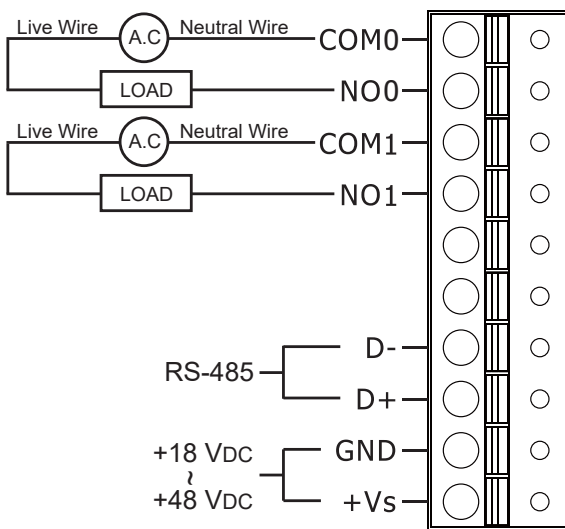 Live Wire A.C Neutral Wire COM0
LOAD NO0
Live Wire A.C Neutral Wire COM1
LOAD NO1
D-
RS-485
D+
+18 VDC GND
~
+48 VDC +Vs